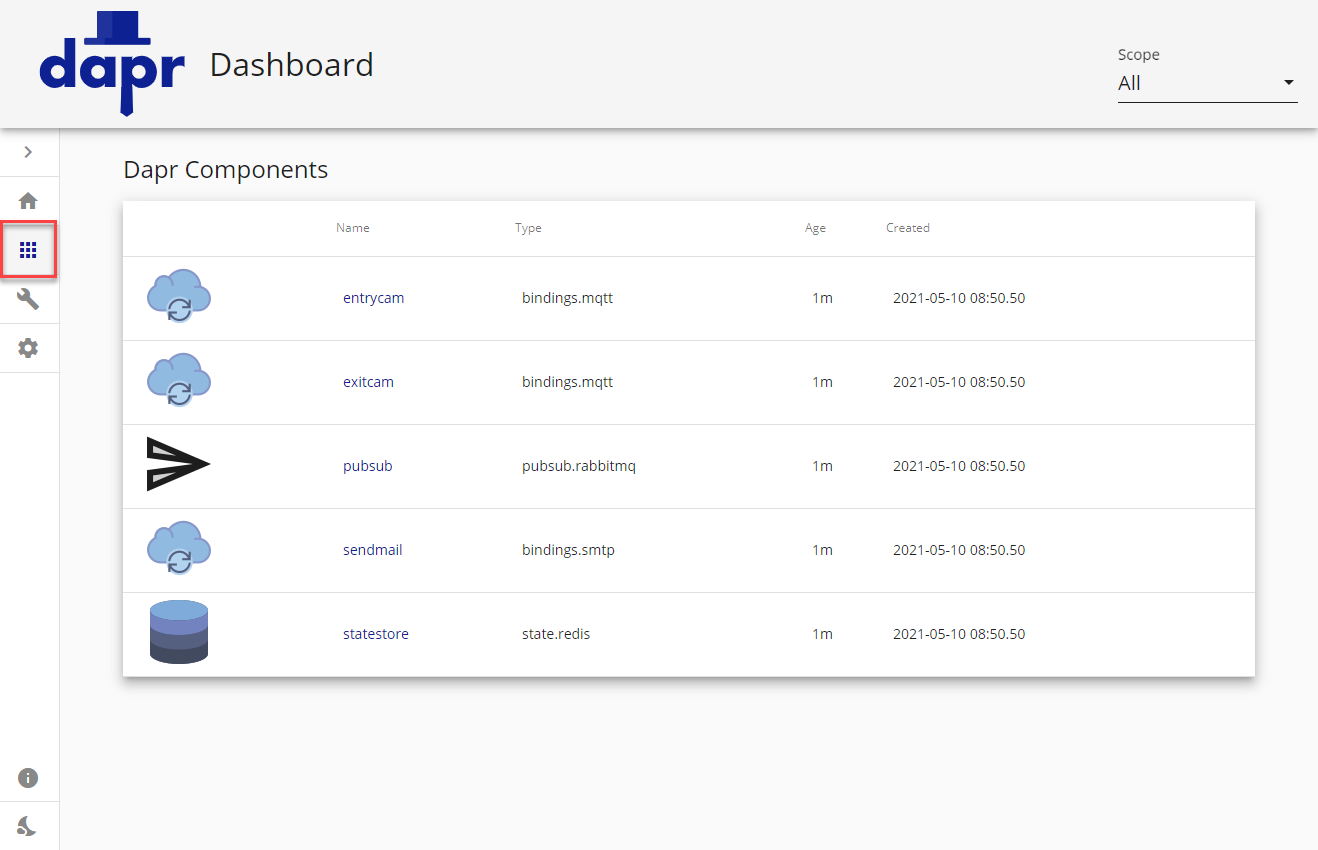 dapr Dashboard
Scope
All
Dapr Components
Name Type Age Created
entrycam bindings.mqtt 1m 2021-05-10 08:50.50
exitcam bindings.mqtt 1m 2021-05-10 08:50.50
pubsub pubsub.rabbitmq 1m 2021-05-10 08:50.50
sendmail bindings.smtp 1m 2021-05-10 08:50.50
statestore state.redis 1m 2021-05-10 08:50.50